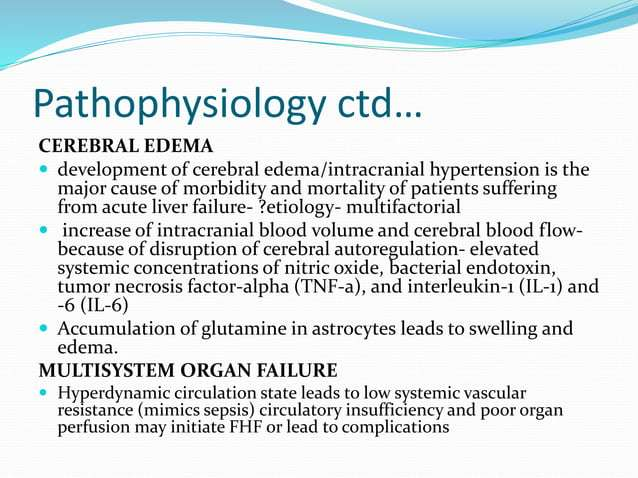 Pathophysiology ctd…
CEREBRAL EDEMA
development of cerebral edema/intracranial hypertension is the
major cause of morbidity and mortality of patients suffering
from acute liver failure- ?etiology- multifactorial
increase of intracranial blood volume and cerebral blood flow-
because of disruption of cerebral autoregulation- elevated
systemic concentrations of nitric oxide, bacterial endotoxin,
tumor necrosis factor-alpha (TNF-a), and interleukin-1 (IL-1) and
-6 (IL-6)
Accumulation of glutamine in astrocytes leads to swelling and
edema.
MULTISYSTEM ORGAN FAILURE
Hyperdynamic circulation state leads to low systemic vascular
resistance (mimics sepsis) circulatory insufficiency and poor organ
perfusion may initiate FHF or lead to complications